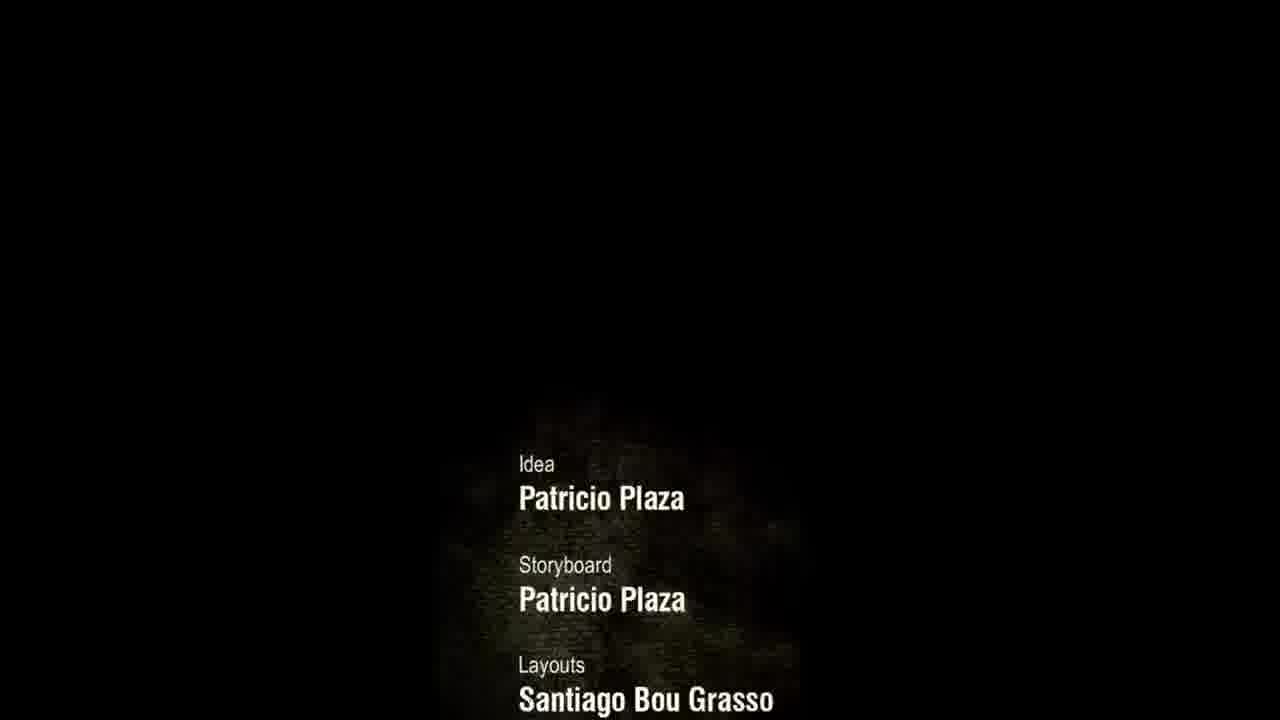 Idea
Patricio Plaza
Storyboard
Patricio Plaza
Layouts
Santiago Bou Grasso